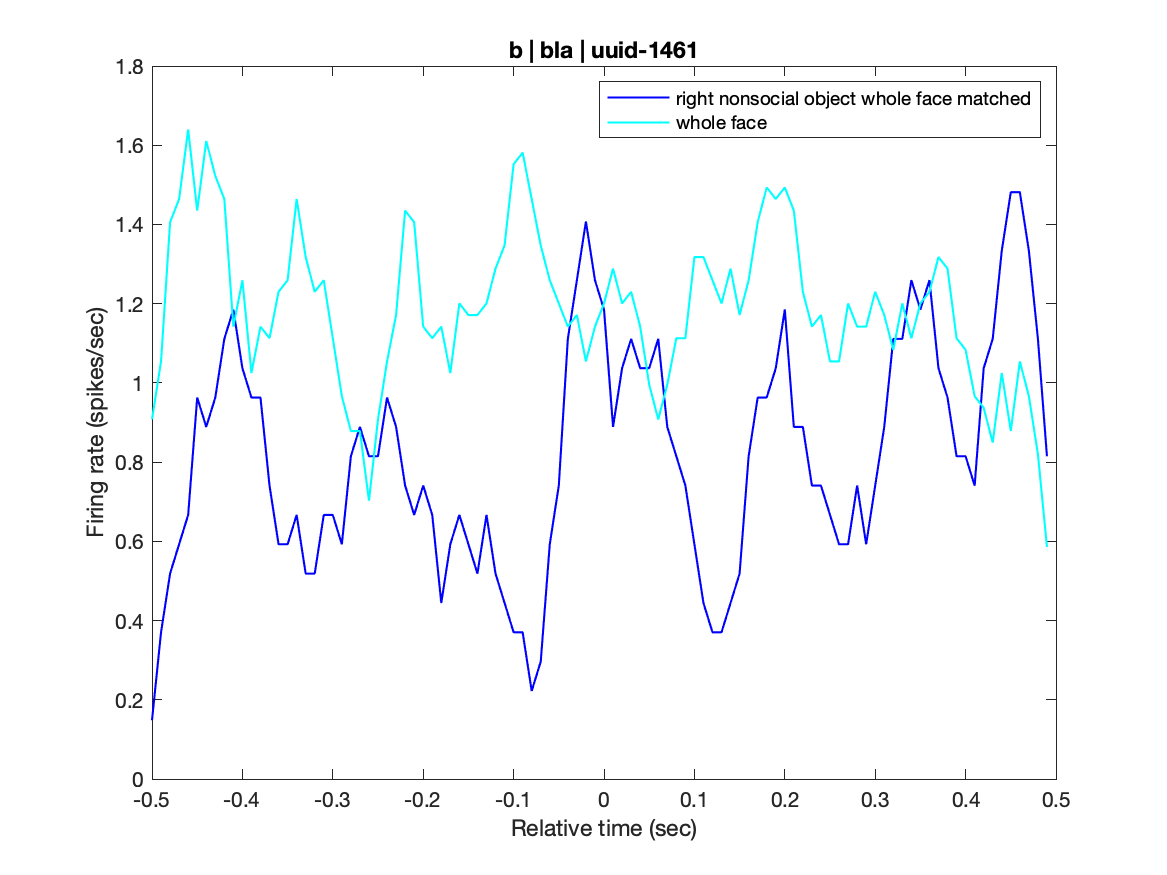 b | bla | uuid-1461
right nonsocial object whole face matched
whole face
1.8
1.6
1.4
1.2
1
0.8
0.6
0.4
0.2
0
Firing rate (spikes/sec)
-0.5 -0.4 -0.3 -0.2 -0.1 0 0.1 0.2 0.3 0.4 0.5
Relative time (sec)